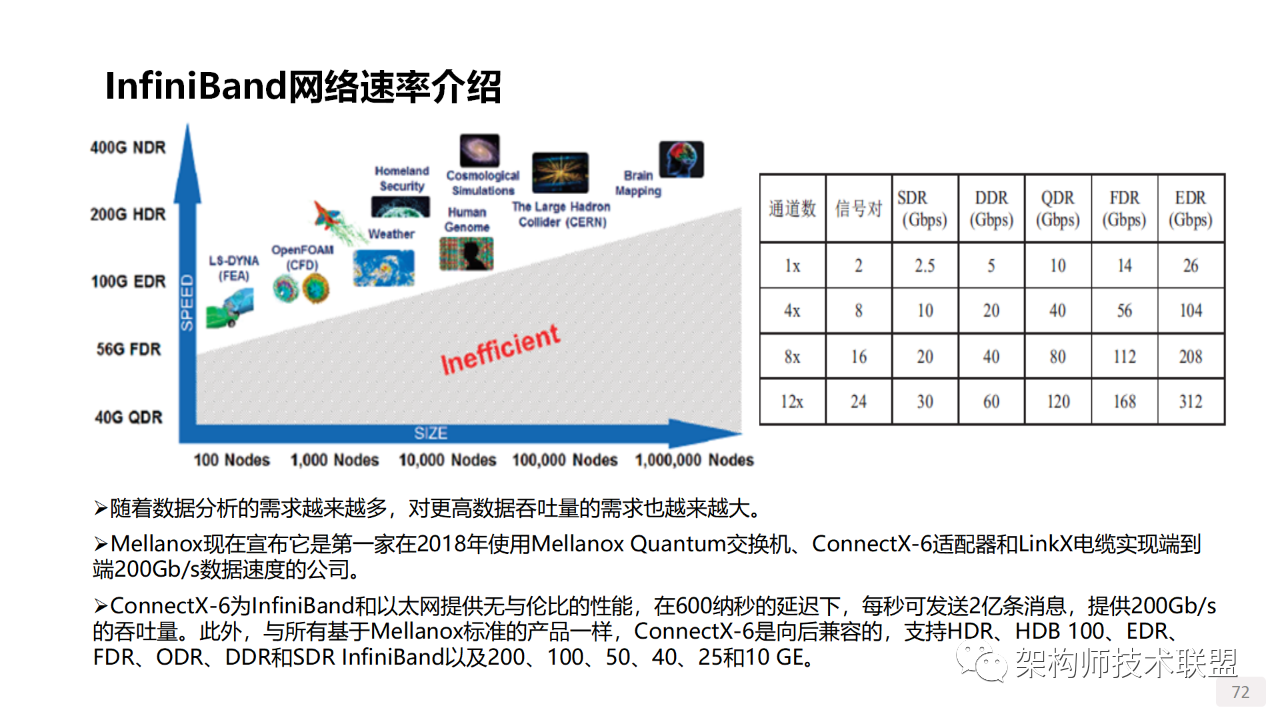 InfiniBand网络速率介绍
400G NDR
200G HDR
100G EDR
56G FDR
40G QDR
SPEED
LS-DYNA
(FEA)
OpenFOAM
(CFD)
Homeland
Security
Weather
Cosmological
Simulations
Human
Genome
The Large Hadron
Collider (CERN)
Brain
Mapping
Inefficient
SIZE
100 Nodes 1,000 Nodes 10,000 Nodes 100,000 Nodes 1,000,000 Nodes
通道数 信号对 SDR (Gbps) DDR (Gbps) QDR (Gbps) FDR (Gbps) EDR (Gbps)
1x 2 2.5 5 10 14 26
4x 8 10 20 40 56 104
8x 16 20 40 80 112 208
12x 24 30 60 120 168 312
➢随着数据分析的需求越来越多，对更高数据吞吐量的需求也越来越大。
➢Mellanox现在宣布它是第一家在2018年使用Mellanox Quantum交换机、ConnectX-6适配器和LinkX电缆实现端到
端200Gb/s数据速度的公司。
➢ConnectX-6为InfiniBand和以太网提供无与伦比的性能，在600纳秒的延迟下，每秒可发送2亿条消息，提供200Gb/s
的吞吐量。此外，与所有基于Mellanox标准的产品一样，ConnectX-6是向后兼容的，支持HDR、HDB 100、EDR、
FDR、ODR、DDR和SDR InfiniBand以及200、100、50、40、25和10 GE。
架构师技术联盟
72